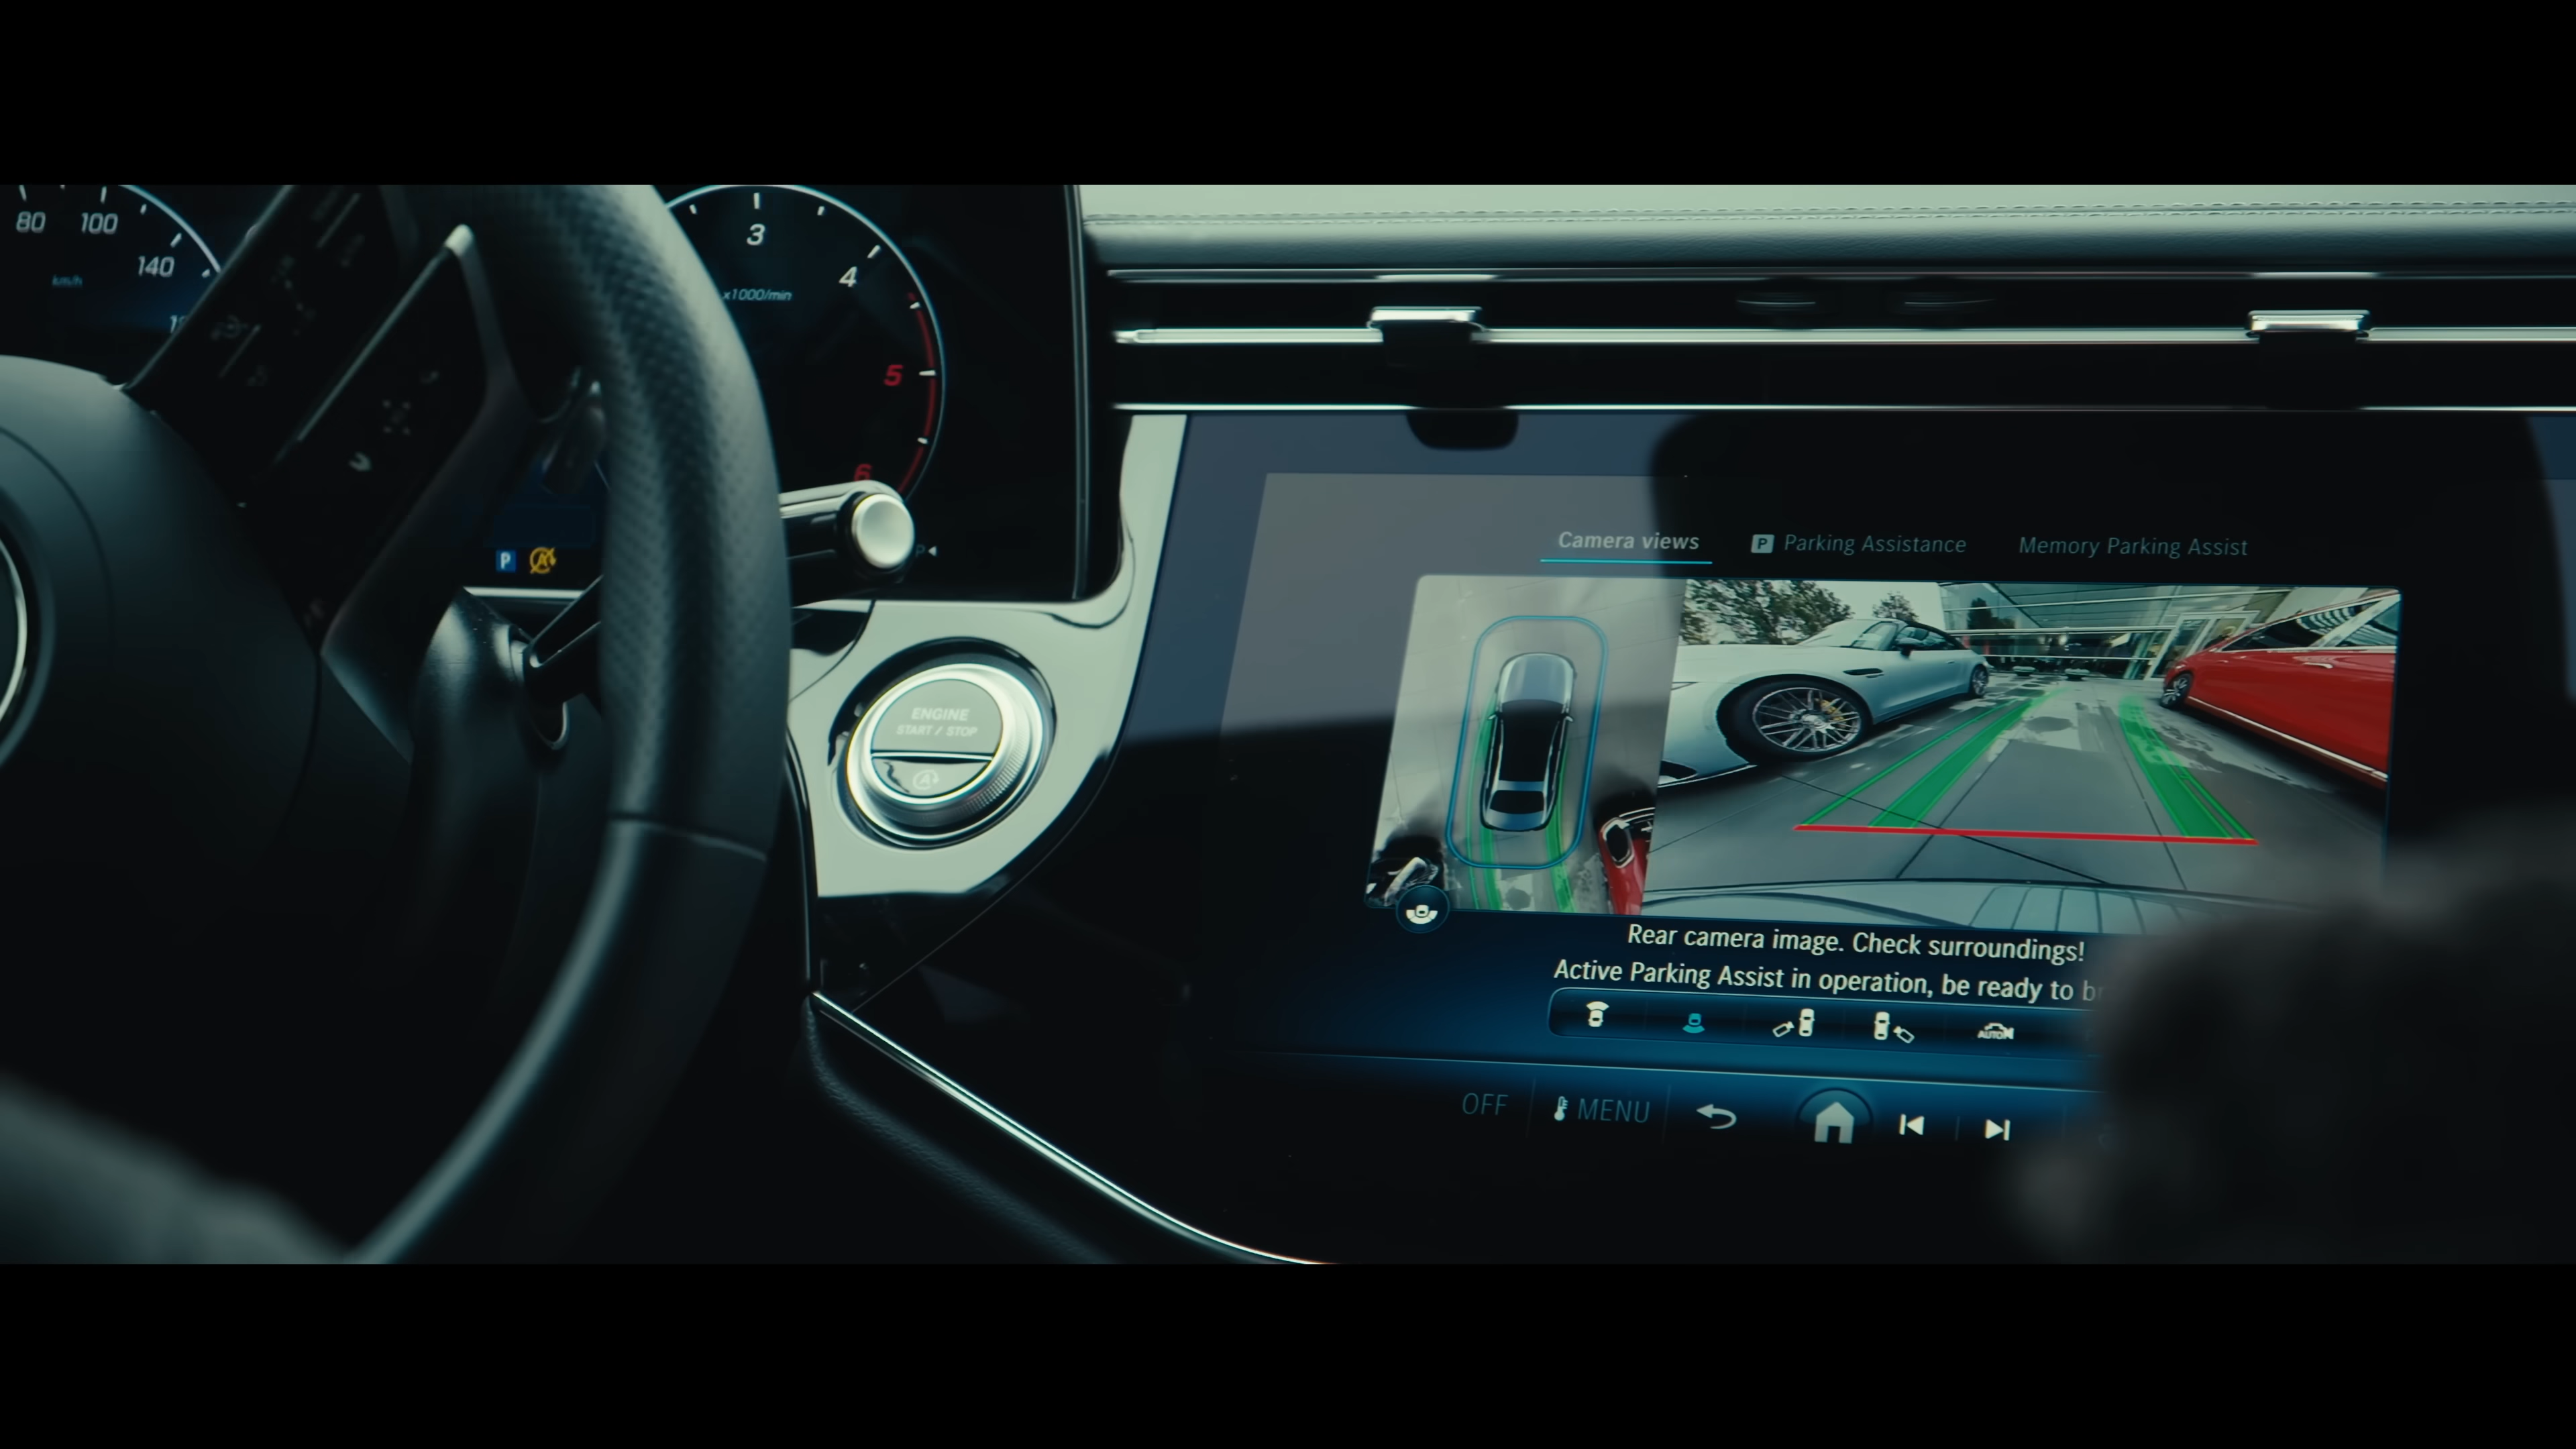 80
100
140
km/h
3
4
5
6
x1000/min
P
A
P
ENGINE
START / STOP
A
Camera views
P Parking Assistance
Memory Parking Assist
Rear camera image. Check surroundings!
Active Parking Assist in operation, be ready to
AUTO
OFF
MENU